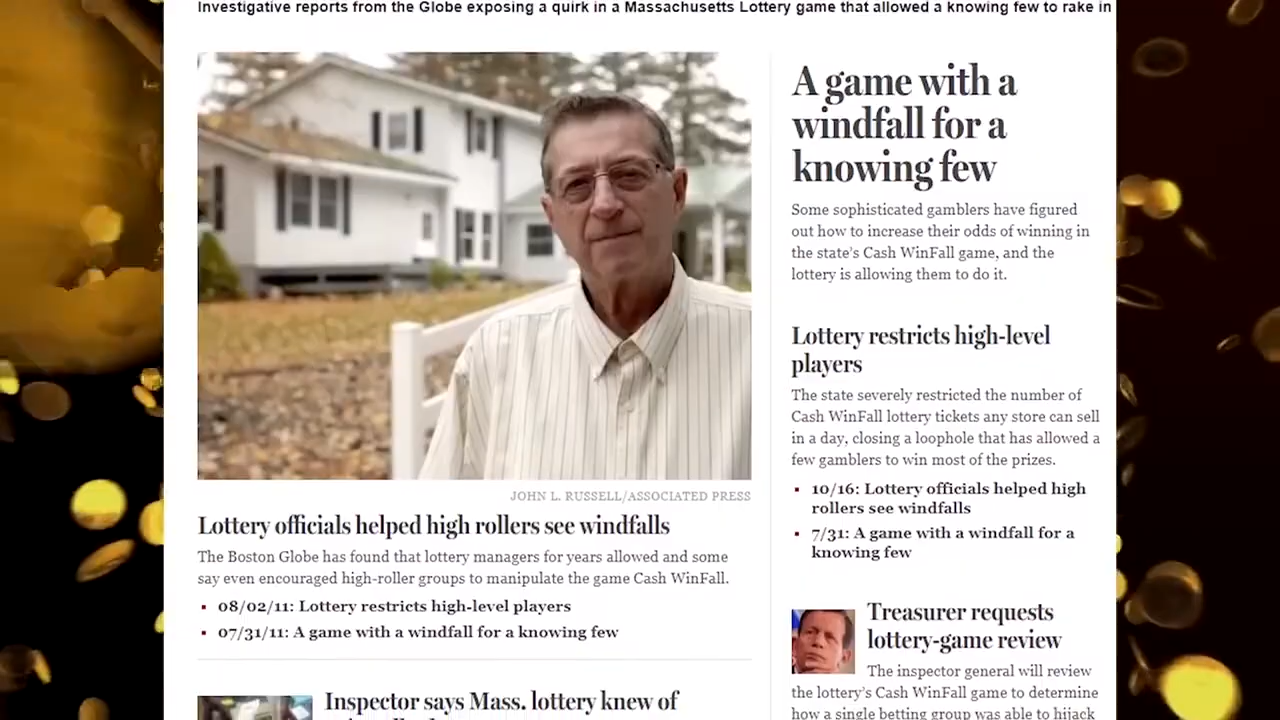 Investigative reports from the Globe exposing a quirk in a Massachusetts Lottery game that allowed a knowing few to rake in
JOHN L. RUSSELL/ASSOCIATED PRESS
Lottery officials helped high rollers see windfalls
The Boston Globe has found that lottery managers for years allowed and some
say even encouraged high-roller groups to manipulate the game Cash WinFall.
▪ 08/02/11: Lottery restricts high-level players
▪ 07/31/11: A game with a windfall for a knowing few
Inspector says Mass. lottery knew of
A game with a
windfall for a
knowing few
Some sophisticated gamblers have figured
out how to increase their odds of winning in
the state's Cash WinFall game, and the
lottery is allowing them to do it.
Lottery restricts high-level
players
The state severely restricted the number of
Cash WinFall lottery tickets any store can sell
in a day, closing a loophole that has allowed a
few gamblers to win most of the prizes.
▪ 10/16: Lottery officials helped high
rollers see windfalls
▪ 7/31: A game with a windfall for a
knowing few
Treasurer requests
lottery-game review
The inspector general will review
the lottery's Cash WinFall game to determine
how a single betting group was able to hijack